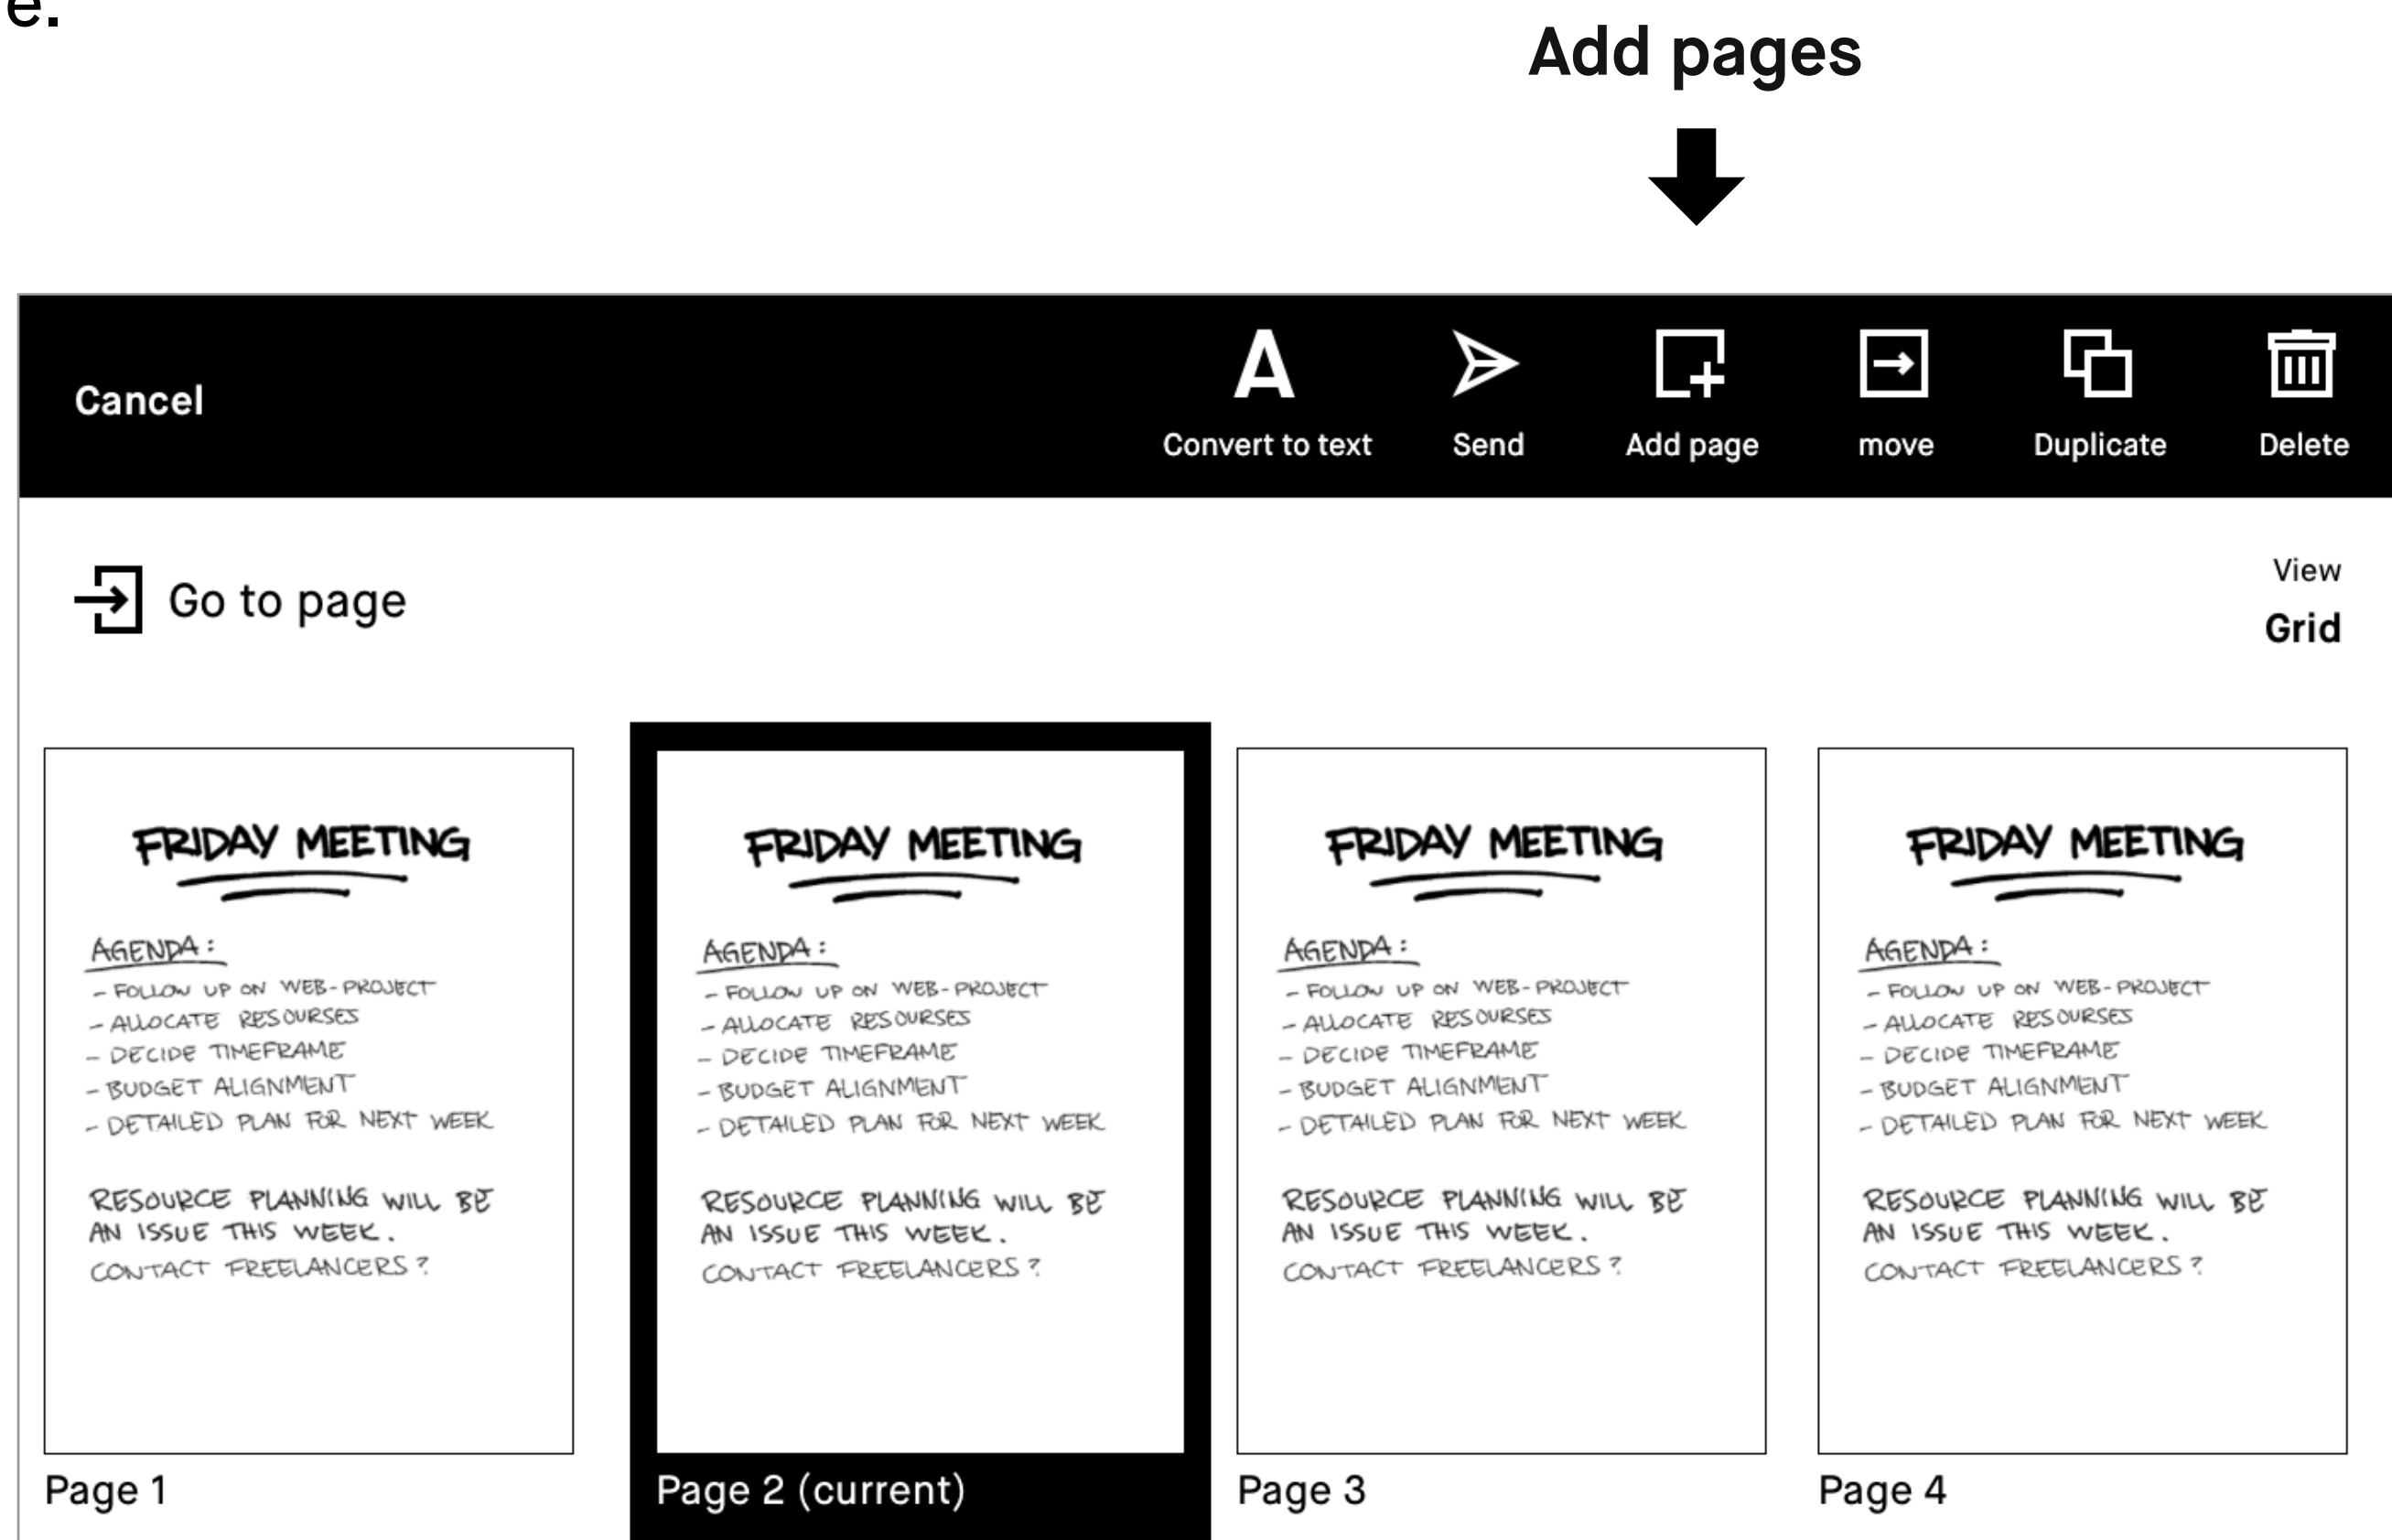 e.
Add pages
Cancel
Convert to text
Send
Add page
move
Duplicate
Delete
Go to page
View
Grid
FRIDAY MEETING
AGENDA:
- FOLLOW UP ON WEB-PROJECT
- ALLOCATE RESOURSES
- DECIDE TIMEFRAME
- BUDGET ALIGNMENT
- DETAILED PLAN FOR NEXT WEEK
RESOURCE PLANNING WILL BE
AN ISSUE THIS WEEK.
CONTACT FREELANCERS?
Page 1
FRIDAY MEETING
AGENDA:
- FOLLOW UP ON WEB-PROJECT
- ALLOCATE RESOURSES
- DECIDE TIMEFRAME
- BUDGET ALIGNMENT
- DETAILED PLAN FOR NEXT WEEK
RESOURCE PLANNING WILL BE
AN ISSUE THIS WEEK.
CONTACT FREELANCERS?
Page 2 (current)
FRIDAY MEETING
AGENDA:
- FOLLOW UP ON WEB-PROJECT
- ALLOCATE RESOURSES
- DECIDE TIMEFRAME
- BUDGET ALIGNMENT
- DETAILED PLAN FOR NEXT WEEK
RESOURCE PLANNING WILL BE
AN ISSUE THIS WEEK.
CONTACT FREELANCERS?
Page 3
FRIDAY MEETING
AGENDA:
- FOLLOW UP ON WEB-PROJECT
- ALLOCATE RESOURSES
- DECIDE TIMEFRAME
- BUDGET ALIGNMENT
- DETAILED PLAN FOR NEXT WEEK
RESOURCE PLANNING WILL BE
AN ISSUE THIS WEEK.
CONTACT FREELANCERS?
Page 4